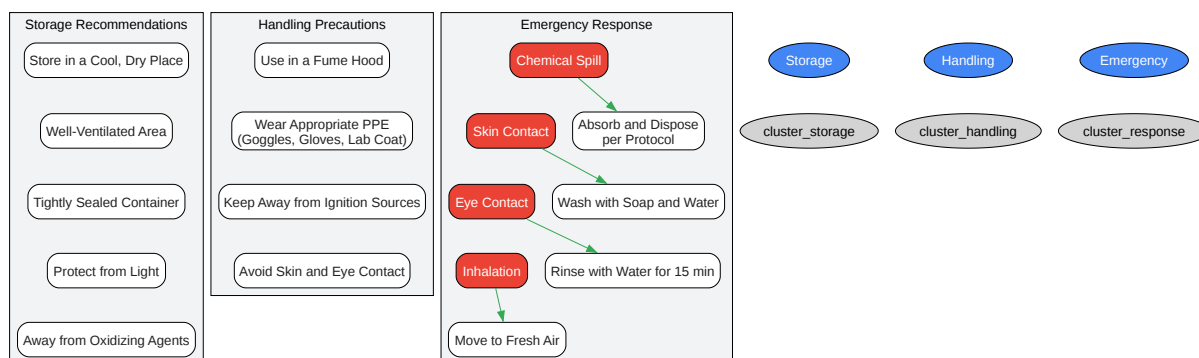 Storage Recommendations
Store in a Cool, Dry Place
Well-Ventilated Area
Tightly Sealed Container
Protect from Light
Away from Oxidizing Agents
Handling Precautions
Use in a Fume Hood
Wear Appropriate PPE
(Goggles, Gloves, Lab Coat)
Keep Away from Ignition Sources
Avoid Skin and Eye Contact
Emergency Response
Chemical Spill
Skin Contact
Absorb and Dispose
per Protocol
Eye Contact
Wash with Soap and Water
Inhalation
Rinse with Water for 15 min
Move to Fresh Air
Storage
Handling
Emergency
cluster_storage
cluster_handling
cluster_response